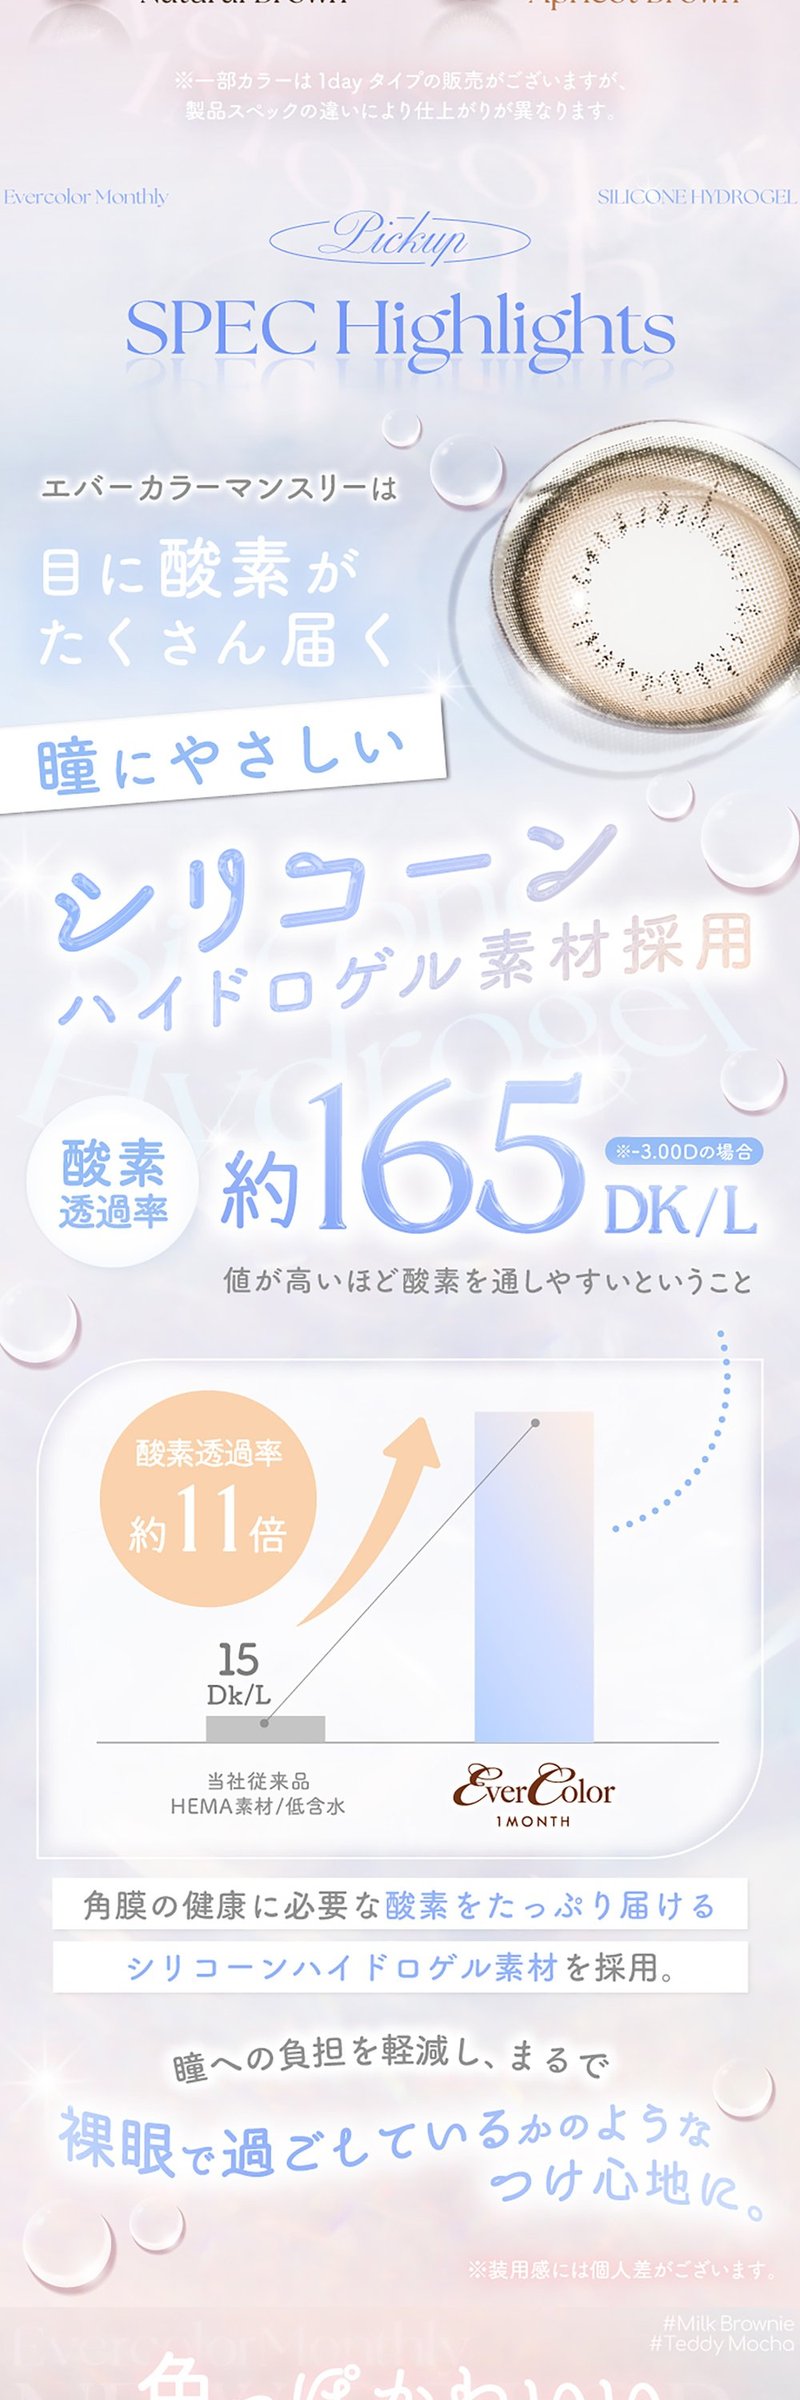 Natural Brown
Apricot Brown
※一部カラーは1dayタイプの販売がございますが、
製品スペックの違いにより仕上がりが異なります。
Evercolor Monthly
SILICONE HYDROGEL
Pickup
SPEC Highlights
エバーカラーマンスリーは
目に酸素が
たくさん届く
瞳にやさしい
シリコーン
ハイドロゲル素材採用
Silicone
Hydrogel
酸素
透過率
約165
※-3.00Dの場合
DK/L
値が高いほど酸素を通しやすいということ
酸素透過率
約11倍
15
Dk/L
当社従来品
HEMA素材/低含水
EverColor
1MONTH
角膜の健康に必要な酸素をたっぷり届ける
シリコーンハイドロゲル素材を採用。
瞳への負担を軽減し、まるで
裸眼で過ごしているかのような
つけ心地に。
※装用感には個人差がございます。
#Milk Brownie
#Teddy Mocha
Evercolor Monthly